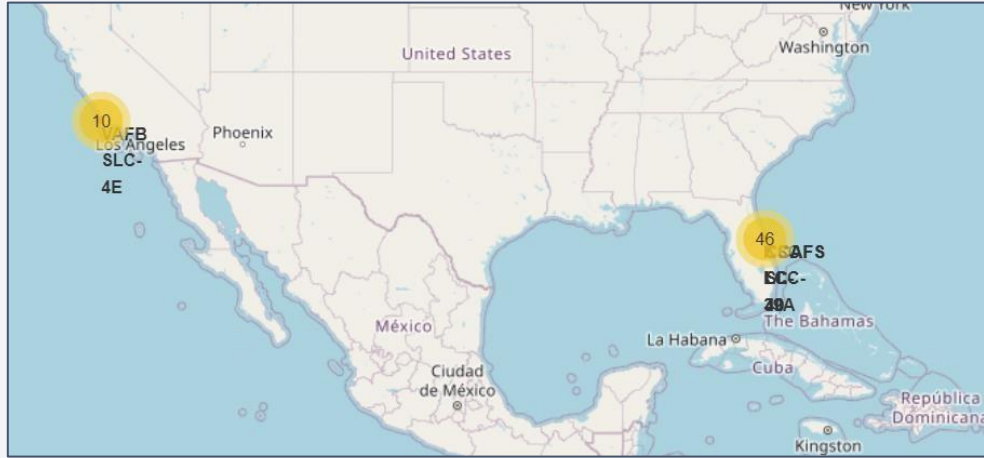 New York
Washington
United States
10
VAFB
Los Angeles
SLC-
4E
Phoenix
46
México
The Bahamas
La Habana
Cuba
Ciudad
de México
República
Dominicana
Kingston